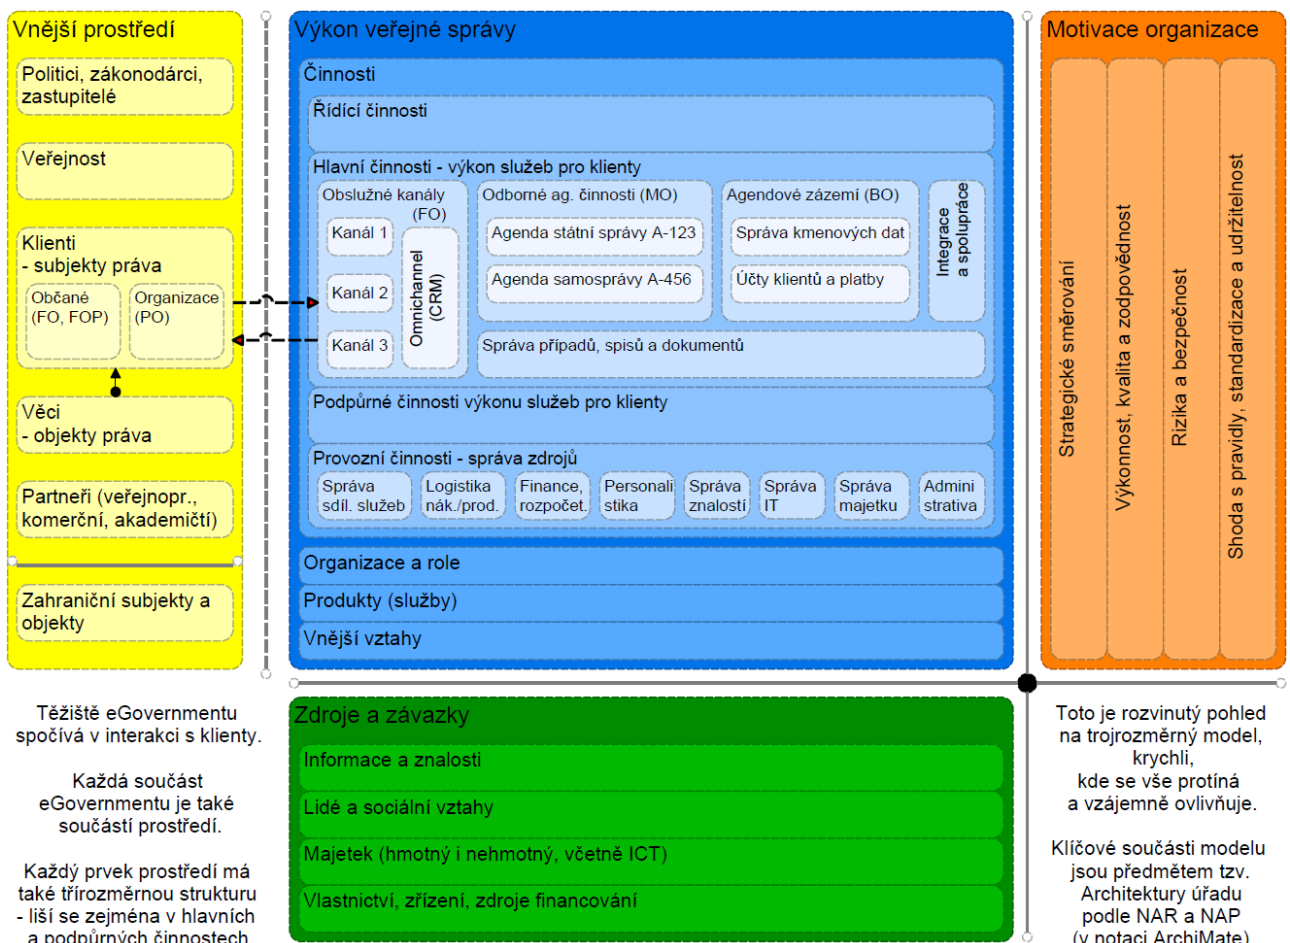 Vnější prostředí
Politici, zákonodárci,
zastupitelé
Veřejnost
Klienti
- subjekty práva
Občané
(FO, FOP)
Organizace
(PO)
Věci
- objekty práva
Partneři (veřejnopr.,
komerční, akademičtí)
Zahraniční subjekty a
objekty
Výkon veřejné správy
Činnosti
Řídící činnosti
Hlavní činnosti - výkon služeb pro klienty
Obslužné kanály
(FO)
Kanál 1
Kanál 2
Kanál 3
Omnichannel
(CRM)
Odborné ag. činnosti (MO)
Agenda státní správy A-123
Agenda samosprávy A-456
Agendové zázemí (BO)
Správa kmenových dat
Účty klientů a platby
Integrace
a spolupráce
Správa případů, spisů a dokumentů
Podpůrné činnosti výkonu služeb pro klienty
Provozní činnosti - správa zdrojů
Správa
sdíl. služeb
Logistika
nák./prod.
Finance,
rozpočet.
Personali
stika
Správa
znalostí
Správa
IT
Správa
majetku
Admini
strativa
Organizace a role
Produkty (služby)
Vnější vztahy
Motivace organizace
Strategické směrování
Výkonnost, kvalita a zodpovědnost
Rizika a bezpečnost
Shoda s pravidly, standardizace a udržitelnost
Zdroje a závazky
Informace a znalosti
Lidé a sociální vztahy
Majetek (hmotný i nehmotný, včetně ICT)
Vlastnictví, zřízení, zdroje financování
Těžiště eGovernmentu
spočívá v interakci s klienty.
Každá součást
eGovernmentu je také
součástí prostředí.
Každý prvek prostředí má
také třírozměrnou strukturu
- liší se zejména v hlavních
a podpůrných činnostech
Toto je rozvinutý pohled
na trojrozměrný model,
krychli,
kde se vše protíná
a vzájemně ovlivňuje.
Klíčové součásti modelu
jsou předmětem tzv.
Architektury úřadu
podle NAR a NAP
(v notaci ArchiMate)